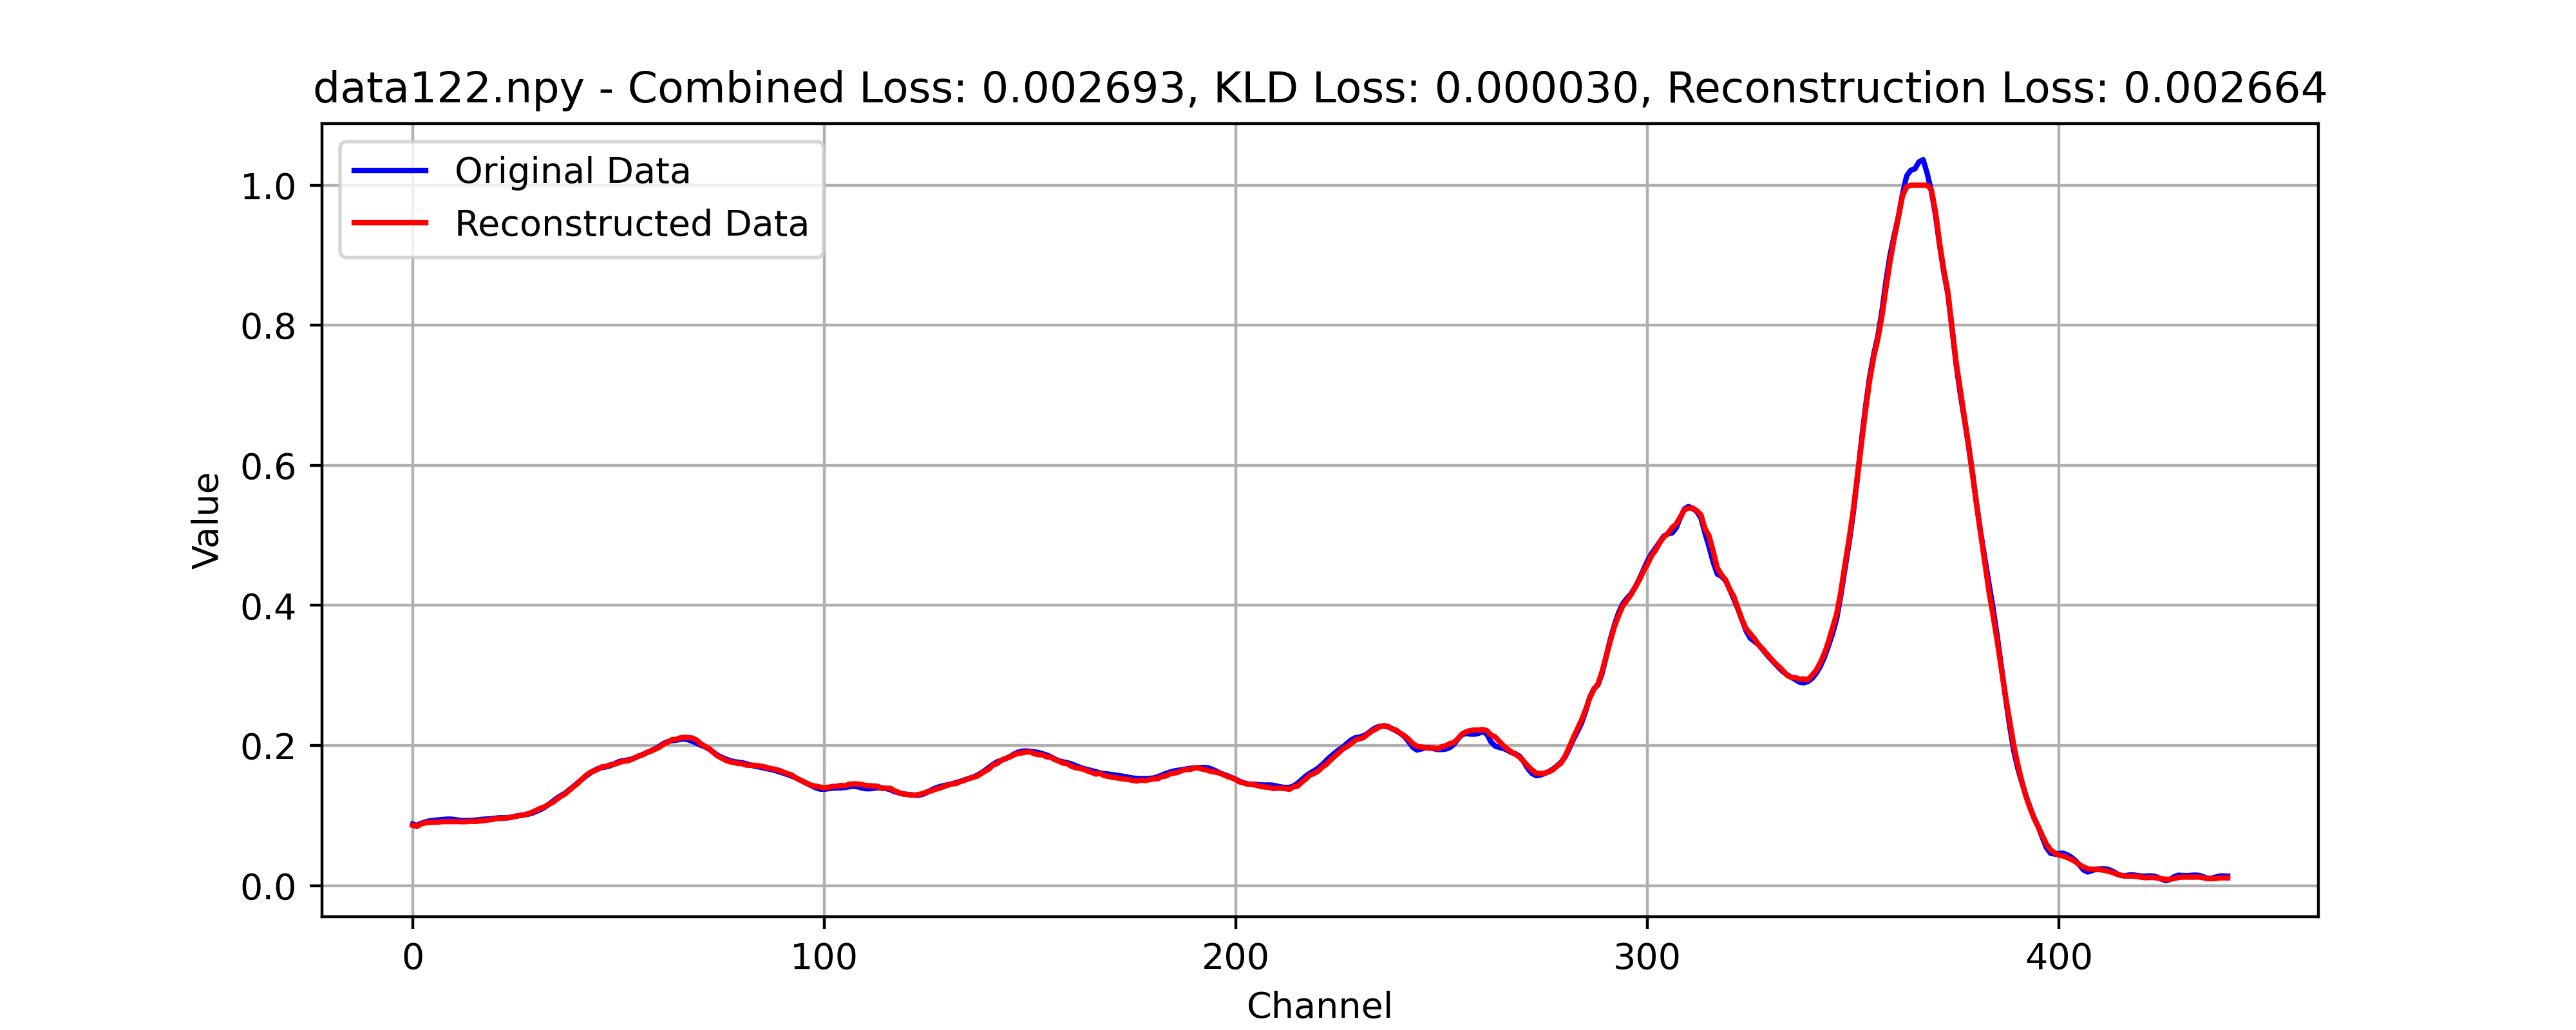 data122.npy - Combined Loss: 0.002693, KLD Loss: 0.000030, Reconstruction Loss: 0.002664
Original Data
Reconstructed Data
1.0
0.8
0.6
0.4
0.2
0.0
Value
0 100 200 300 400
Channel